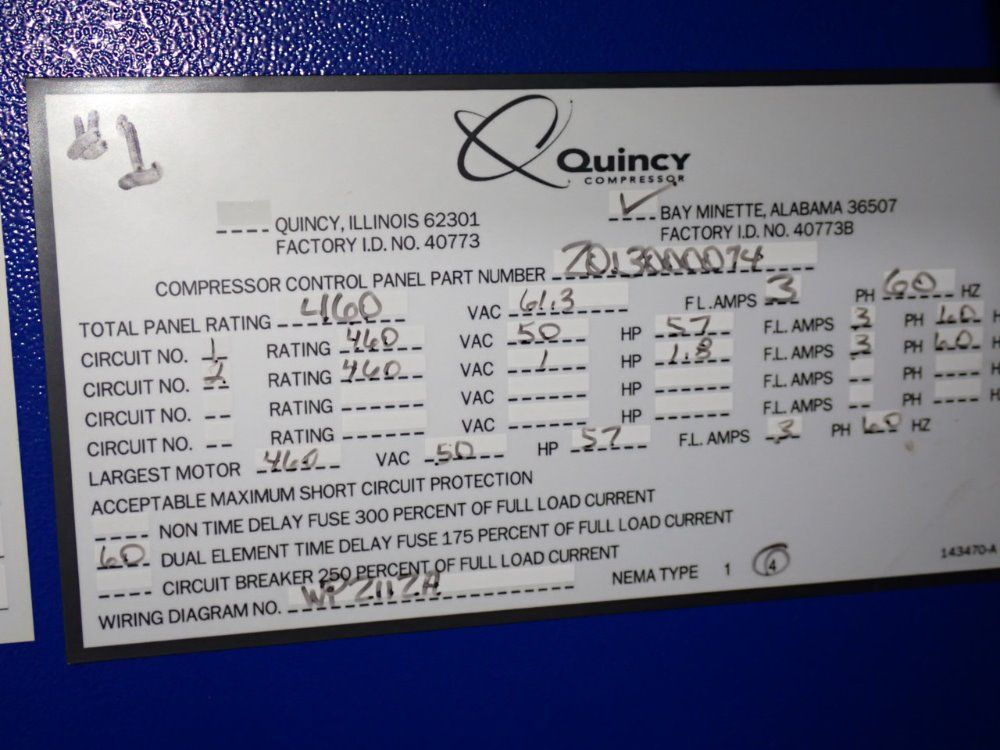 #1
Quincy
COMPRESSOR
QUINCY, ILLINOIS 62301
FACTORY I.D. NO. 40773
✓ BAY MINETTE, ALABAMA 36507
FACTORY I.D. NO. 40773B
COMPRESSOR CONTROL PANEL PART NUMBER 2013000074
TOTAL PANEL RATING 460 VAC 61.3 F.L. AMPS 3 PH 60 HZ
CIRCUIT NO. 1 RATING 460 VAC 50 HP 57 F.L. AMPS 3 PH 60 H
CIRCUIT NO. 2 RATING 460 VAC 1 HP 1.8 F.L. AMPS 3 PH 60 H
CIRCUIT NO. RATING VAC HP F.L. AMPS PH H
CIRCUIT NO. RATING VAC HP F.L. AMPS PH H
LARGEST MOTOR 460 VAC 50 HP 57 F.L. AMPS 3 PH 60 HZ
ACCEPTABLE MAXIMUM SHORT CIRCUIT PROTECTION
NON TIME DELAY FUSE 300 PERCENT OF FULL LOAD CURRENT
60 DUAL ELEMENT TIME DELAY FUSE 175 PERCENT OF FULL LOAD CURRENT
CIRCUIT BREAKER 250 PERCENT OF FULL LOAD CURRENT
WIRING DIAGRAM NO. WP2112A NEMA TYPE 1 4
143470-A